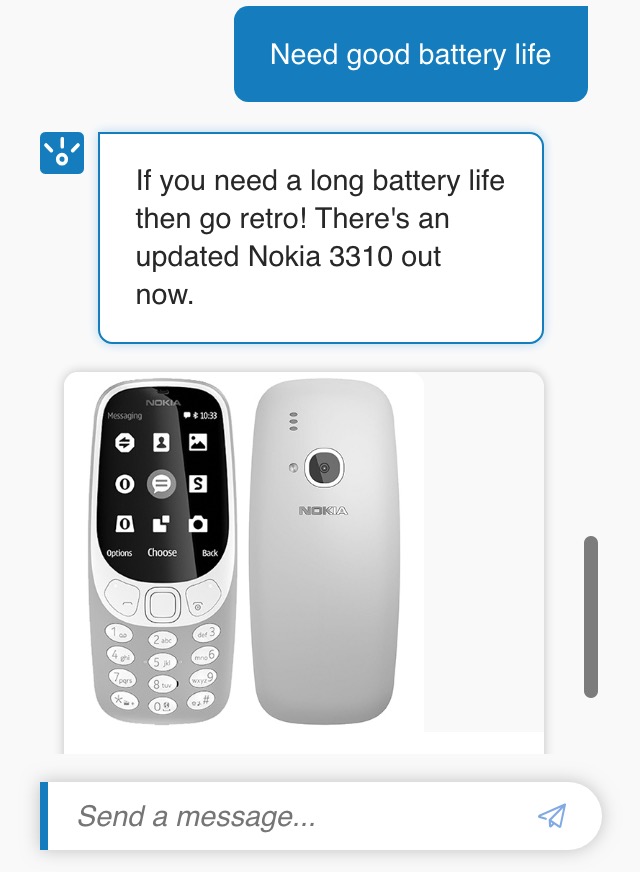 Need good battery life
If you need a long battery life
then go retro! There's an
updated Nokia 3310 out
now.
NOKIA
Messaging 10:33
Options Choose Back
NOKIA
1 2 abc def 3
4 ghi 5 jkl mno 6
7 pqrs 8 tuv wxyz 9
* 0 #
Send a message...